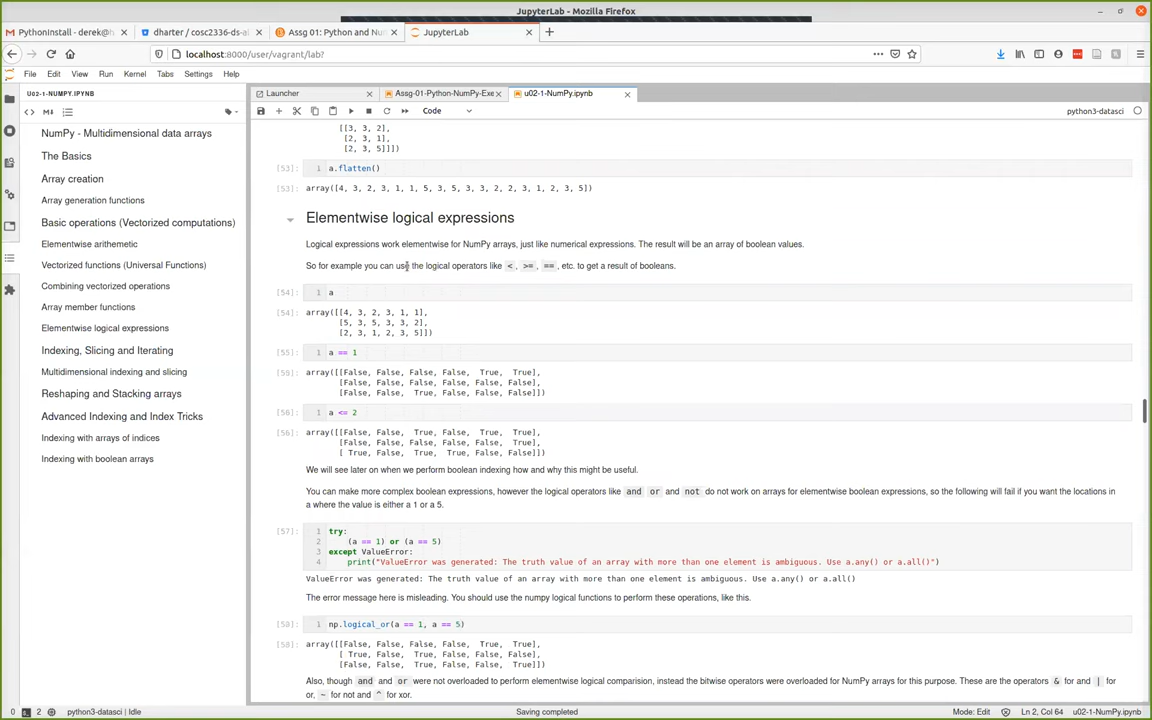 JupyterLab - Mozilla Firefox
PythonInstall - derek@h
dharter / cosc2336-ds-a
Assg 01: Python and Nu
JupyterLab
localhost:8000/user/vagrant/lab?
File Edit View Run Kernel Tabs Settings Help
U02-1-NUMPY.IPYNB
Launcher
Assg-01-Python-NumPy-Exe
u02-1-NumPy.ipynb
Code
python3-datasci
NumPy - Multidimensional data arrays
The Basics
Array creation
Array generation functions
Basic operations (Vectorized computations)
Elementwise arithemetic
Vectorized functions (Universal Functions)
Combining vectorized operations
Array member functions
Elementwise logical expressions
Indexing, Slicing and Iterating
Multidimensional indexing and slicing
Reshaping and Stacking arrays
Advanced Indexing and Index Tricks
Indexing with arrays of indices
Indexing with boolean arrays
[[3, 3, 2],
[2, 3, 1],
[2, 3, 5]]])
[53]: 1 a.flatten()
[53]: array([4, 3, 2, 3, 1, 1, 5, 3, 5, 3, 3, 2, 2, 3, 1, 2, 3, 5])
Elementwise logical expressions
Logical expressions work elementwise for NumPy arrays, just like numerical expressions. The result will be an array of boolean values.
So for example you can use the logical operators like <, >=, ==, etc. to get a result of booleans.
[54]: 1 a
[54]: array([[4, 3, 2, 3, 1, 1],
[5, 3, 5, 3, 3, 2],
[2, 3, 1, 2, 3, 5]])
[55]: 1 a == 1
array([[False, False, False, False, True, True],
[False, False, False, False, False, False],
[False, False, True, False, False, False]])
1 a <= 2
[56]: array([[False, False, True, False, True, True],
[False, False, False, False, False, True],
[ True, False, True, True, False, False]])
We will see later on when we perform boolean indexing how and why this might be useful.
You can make more complex boolean expressions, however the logical operators like and or and not do not work on arrays for elementwise boolean expressions, so the following will fail if you want the locations in
a where the value is either a 1 or a 5.
[57]: 1 try:
2 (a == 1) or (a == 5)
3 except ValueError:
4 print("ValueError was generated: The truth value of an array with more than one element is ambiguous. Use a.any() or a.all()")
ValueError was generated: The truth value of an array with more than one element is ambiguous. Use a.any() or a.all()
The error message here is misleading. You should use the numpy logical functions to perform these operations, like this.
1 np.logical_or(a == 1, a == 5)
[58]: array([[False, False, False, False, True, True],
[ True, False, True, False, False, False],
[False, False, True, False, False, True]])
Also, though and and or were not overloaded to perform elementwise logical comparision, instead the bitwise operators were overloaded for NumPy arrays for this purpose. These are the operators & for and | for
or, ~ for not and ^ for xor.
0 2 python3-datasci | Idle
Saving completed
Mode: Edit
Ln 2, Col 64 u02-1-NumPy.ipynb